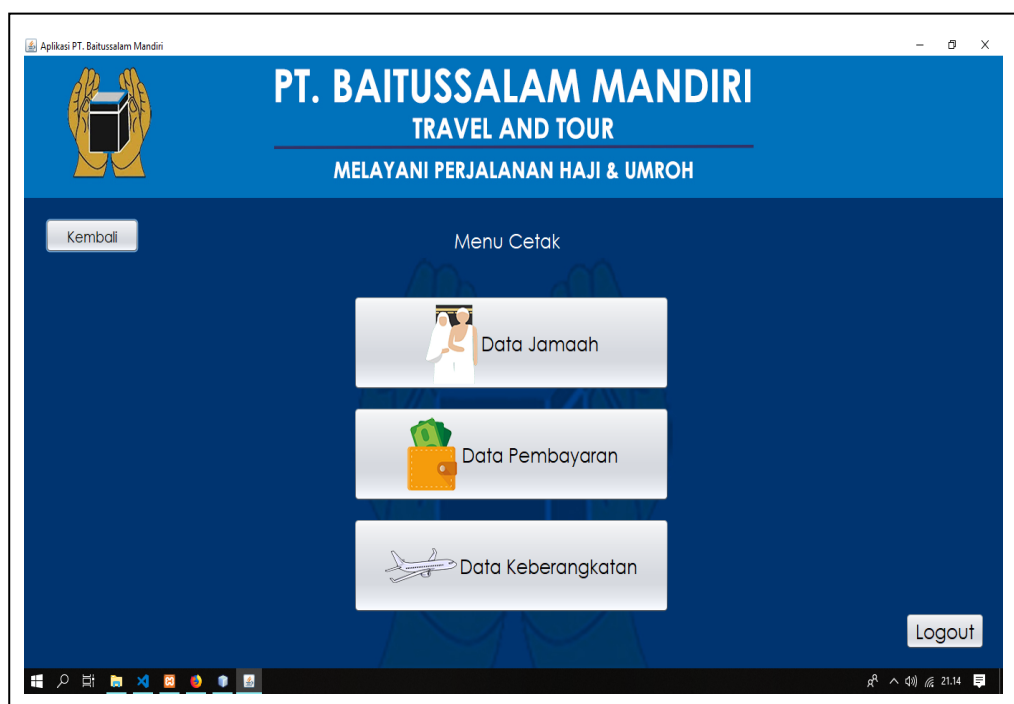 Aplikasi PT. Baitussalam Mandiri
PT. BAITUSSALAM MANDIRI
TRAVEL AND TOUR
MELAYANI PERJALANAN HAJI & UMROH
Kembali
Menu Cetak
Data Jamaah
Data Pembayaran
Data Keberangkatan
Logout
21.14